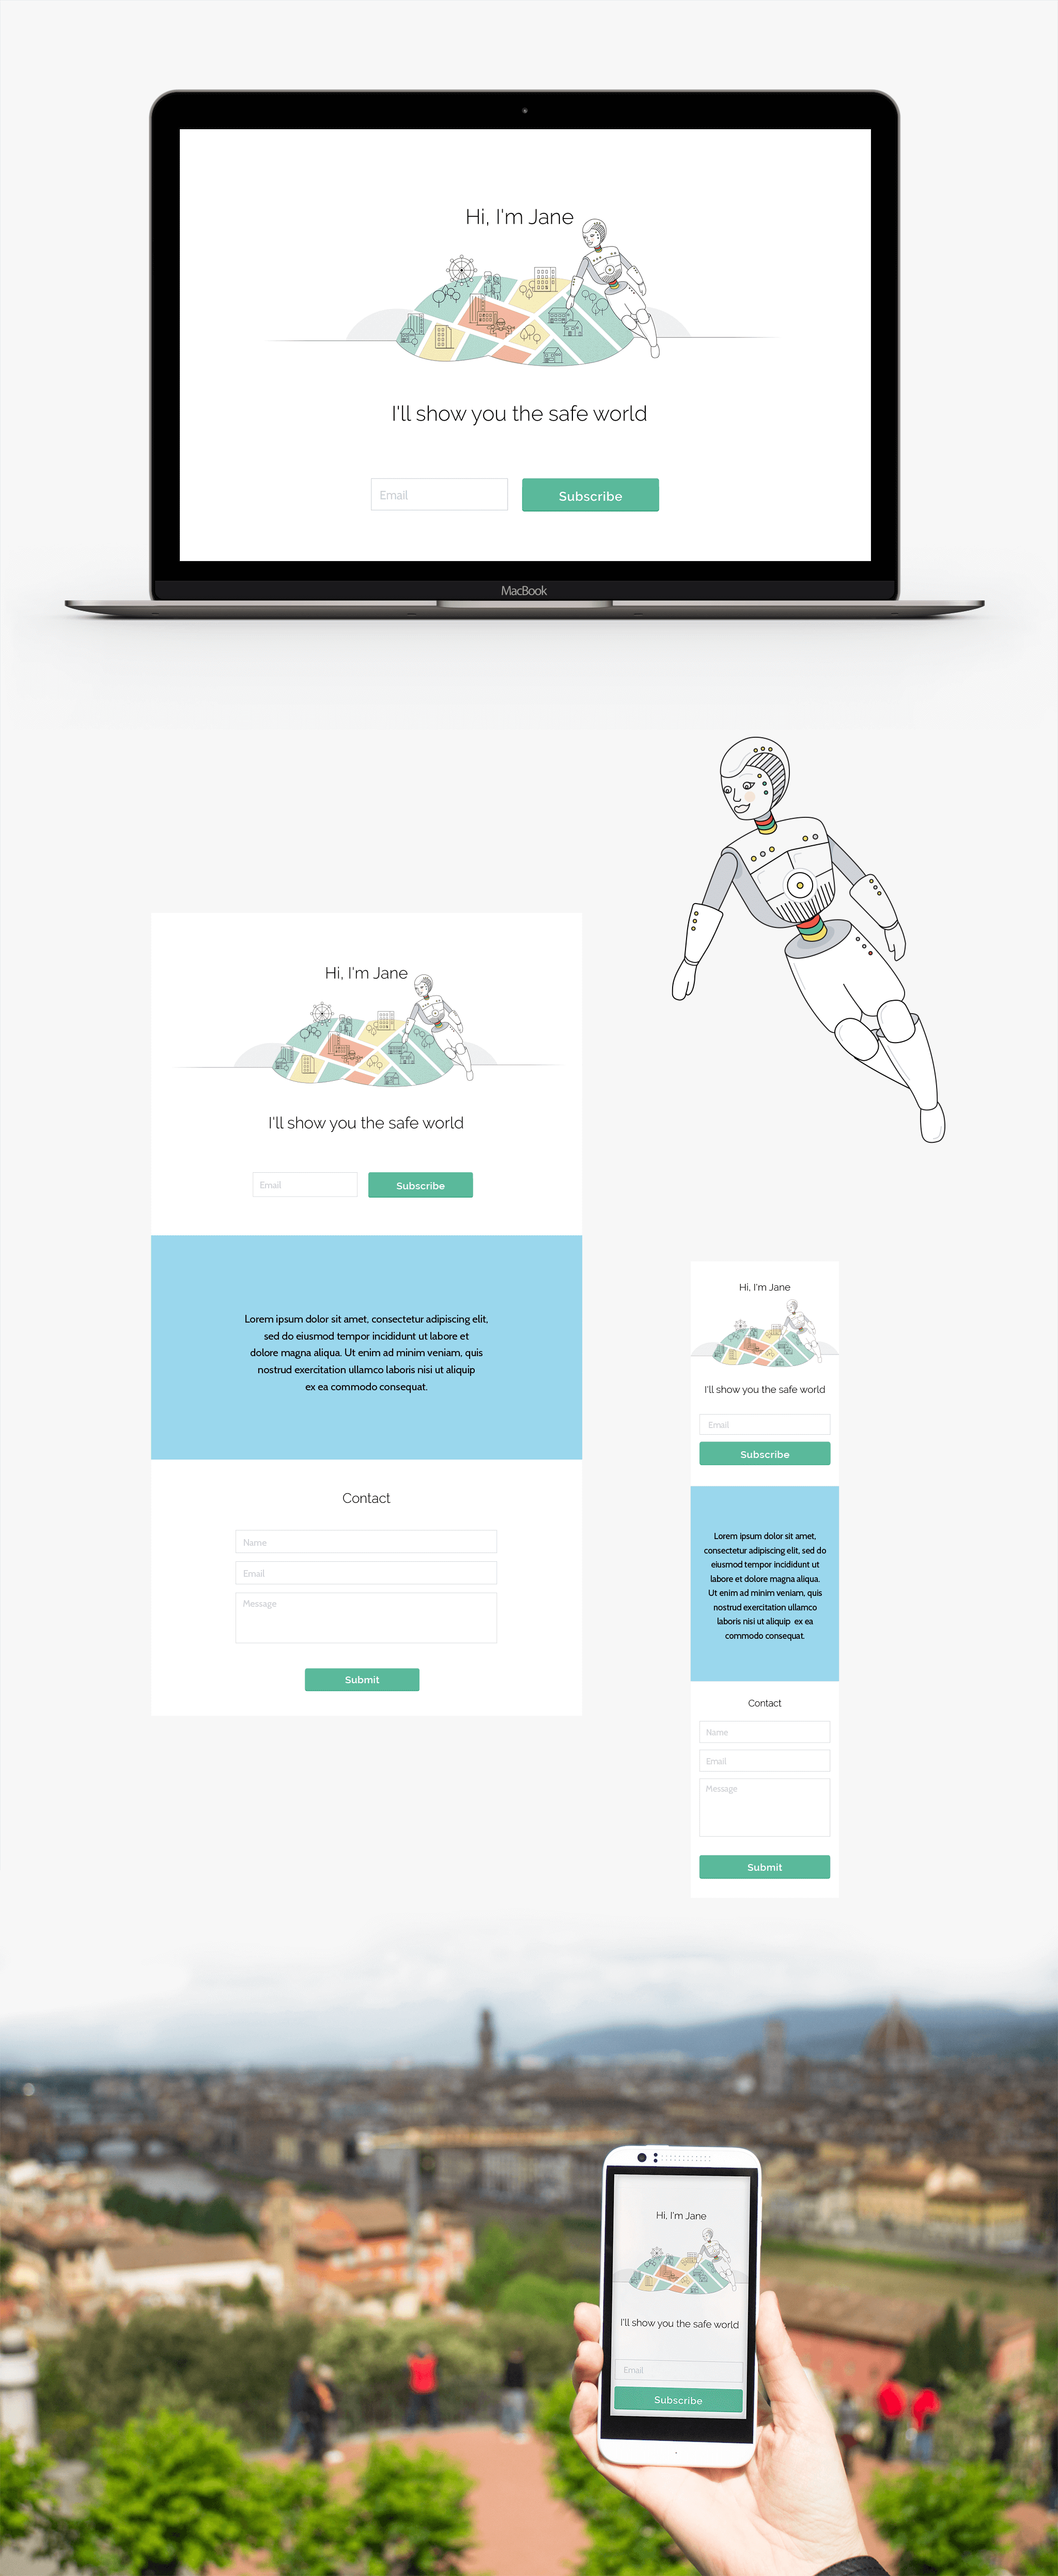 Hi, I'm Jane
I'll show you the safe world
Email
Subscribe
MacBook
Hi, I'm Jane
I'll show you the safe world
Email
Subscribe
Lorem ipsum dolor sit amet, consectetur adipiscing elit,
sed do eiusmod tempor incididunt ut labore et
dolore magna aliqua. Ut enim ad minim veniam, quis
nostrud exercitation ullamco laboris nisi ut aliquip
ex ea commodo consequat.
Contact
Name
Email
Message
Submit
Hi, I'm Jane
I'll show you the safe world
Email
Subscribe
Lorem ipsum dolor sit amet,
consectetur adipiscing elit, sed do
eiusmod tempor incididunt ut
labore et dolore magna aliqua.
Ut enim ad minim veniam, quis
nostrud exercitation ullamco
laboris nisi ut aliquip ex ea
commodo consequat.
Contact
Name
Email
Message
Submit
Hi, I'm Jane
I'll show you the safe world
Email
Subscribe